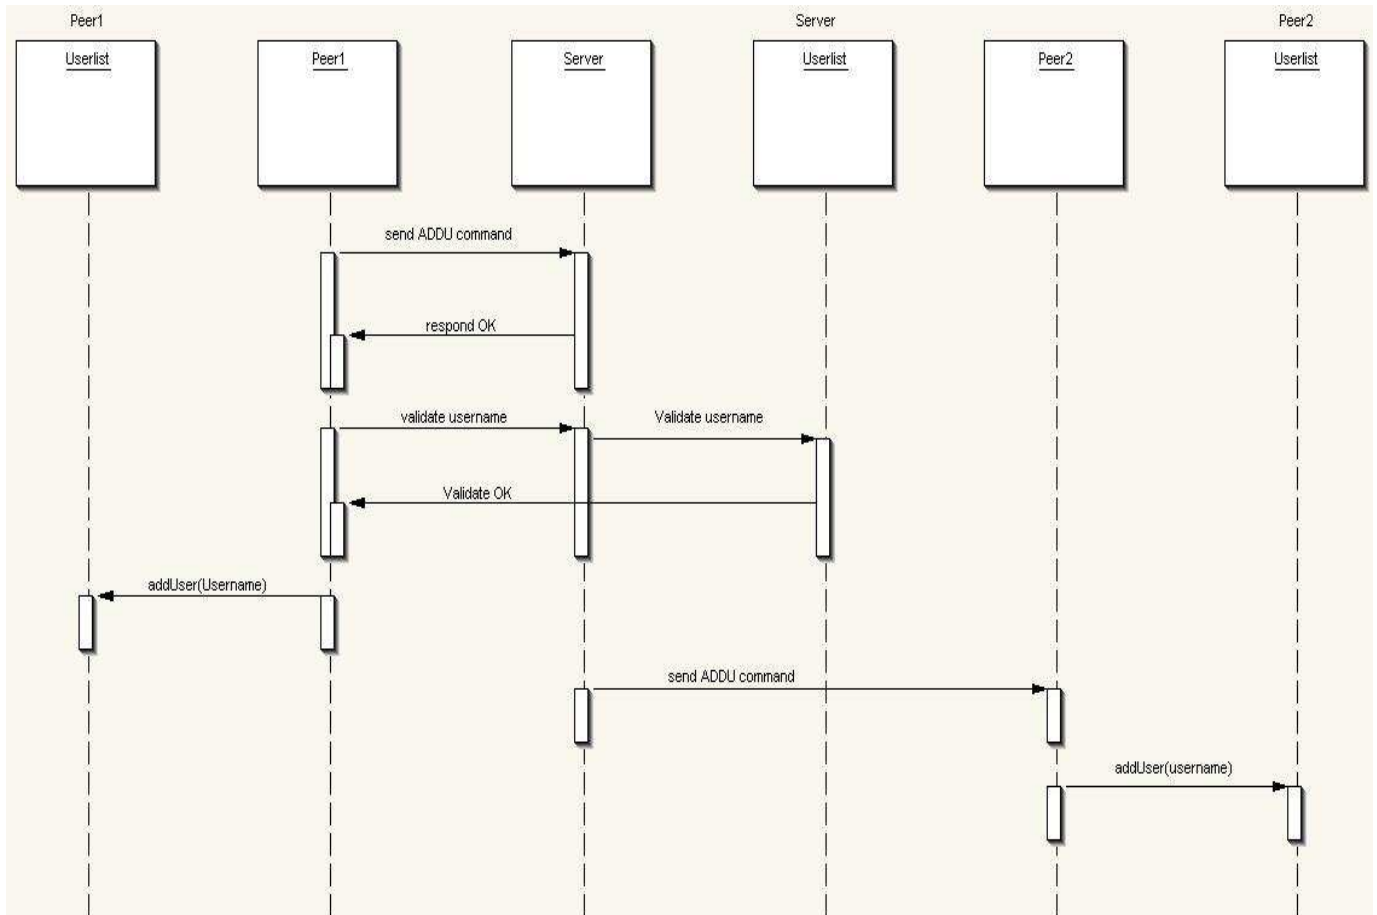 Peer1
Server
Peer2
Userlist
Peer1
Server
Userlist
Peer2
Userlist
send ADDU command
respond OK
validate username
Validate username
Validate OK
addUser(Username)
send ADDU command
addUser(username)